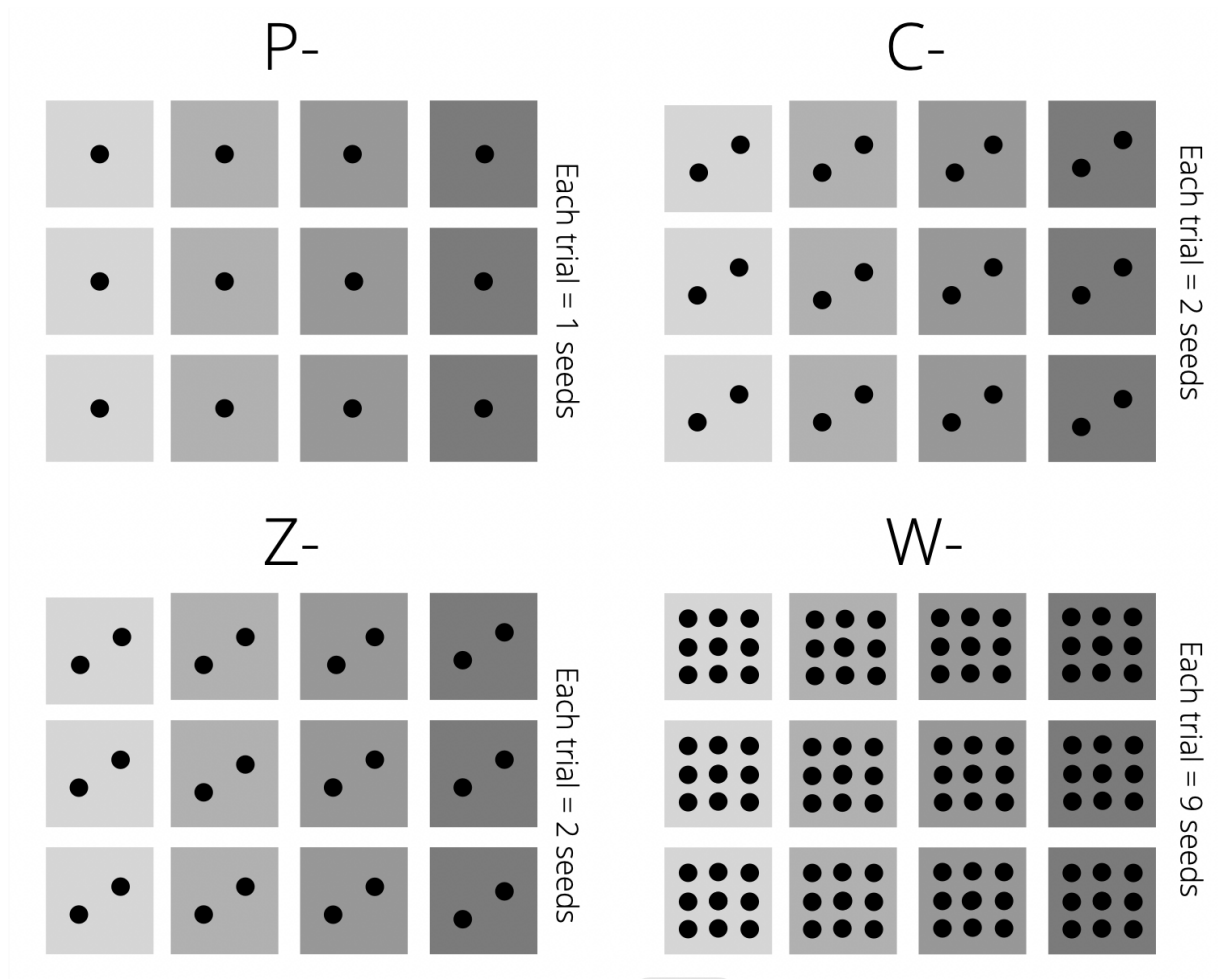 P-
Each trial = 1 seeds
C-
Each trial = 2 seeds
Z-
Each trial = 2 seeds
W-
Each trial = 9 seeds